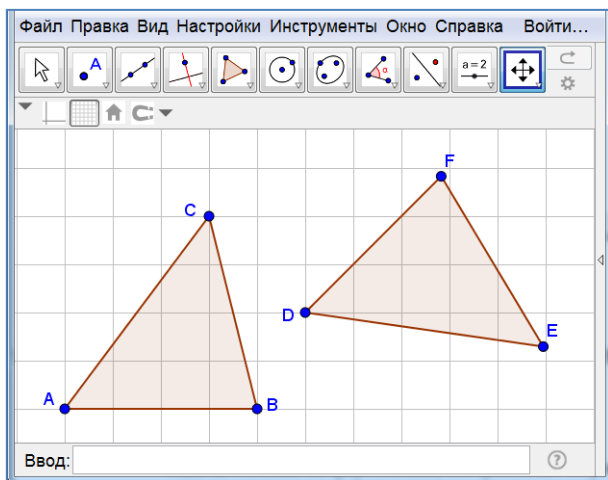 Файл Правка Вид Настройки Инструменты Окно Справка Войти...
A
α
a = 2
F
C
D
E
A
B
Ввод:
?